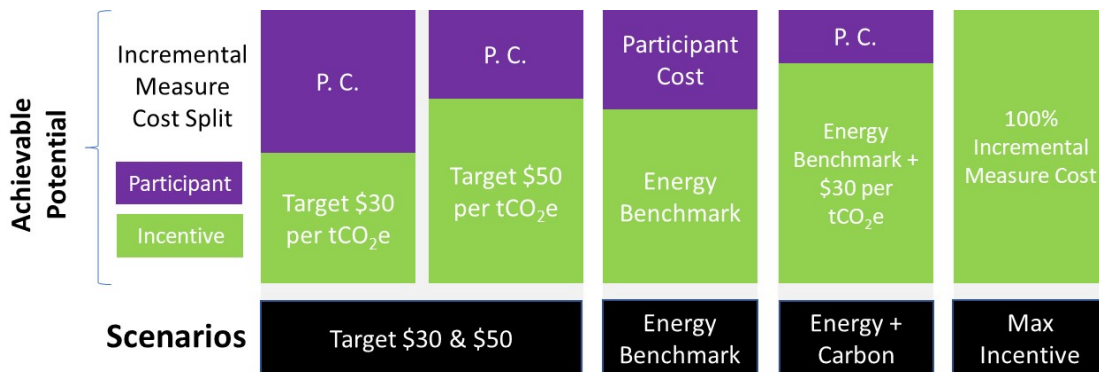 Achievable
Potential
Incremental
Measure
Cost Split
Participant
Incentive
P. C.
Target $30
per tCO₂e
P. C.
Target $50
per tCO₂e
Participant
Cost
Energy
Benchmark
P. C.
Energy
Benchmark +
$30 per
tCO₂e
100%
Incremental
Measure Cost
Scenarios
Target $30 & $50
Energy
Benchmark
Energy +
Carbon
Max
Incentive